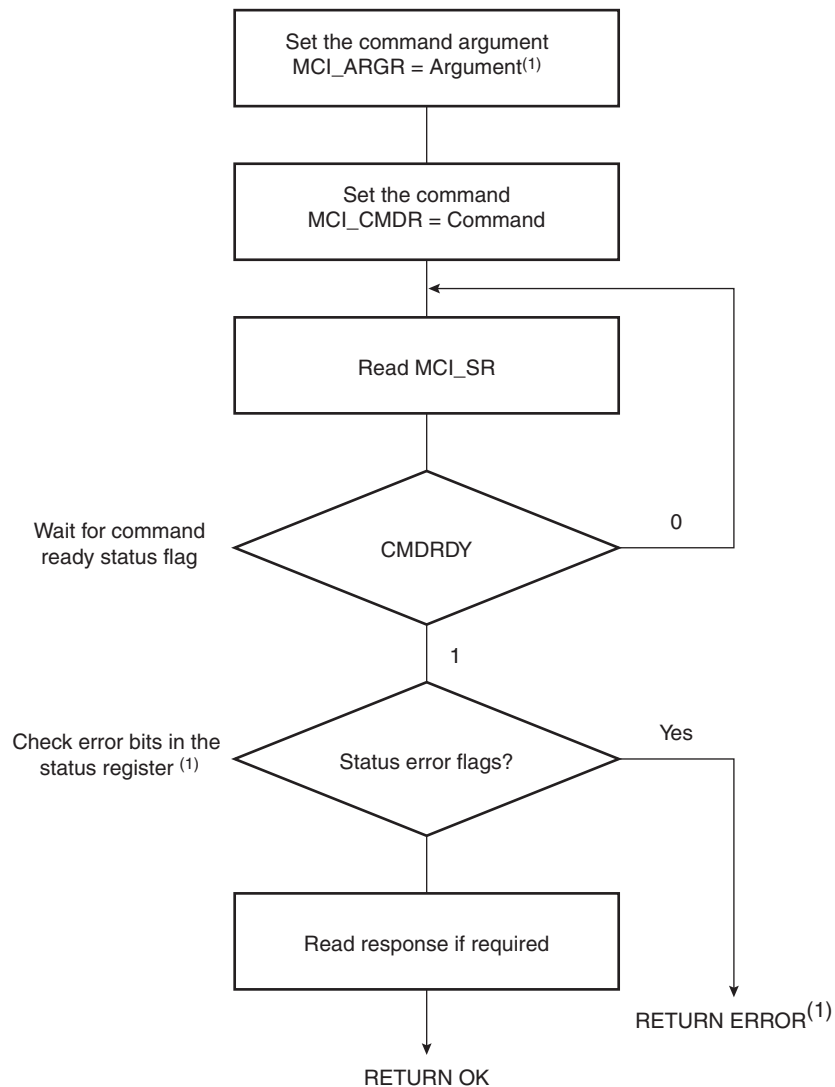 Set the command argument
MCI_ARGR = Argument(1)
Set the command
MCI_CMDR = Command
Read MCI_SR
Wait for command
ready status flag
CMDRDY
0
1
Check error bits in the
status register (1)
Status error flags?
Yes
Read response if required
RETURN ERROR(1)
RETURN OK